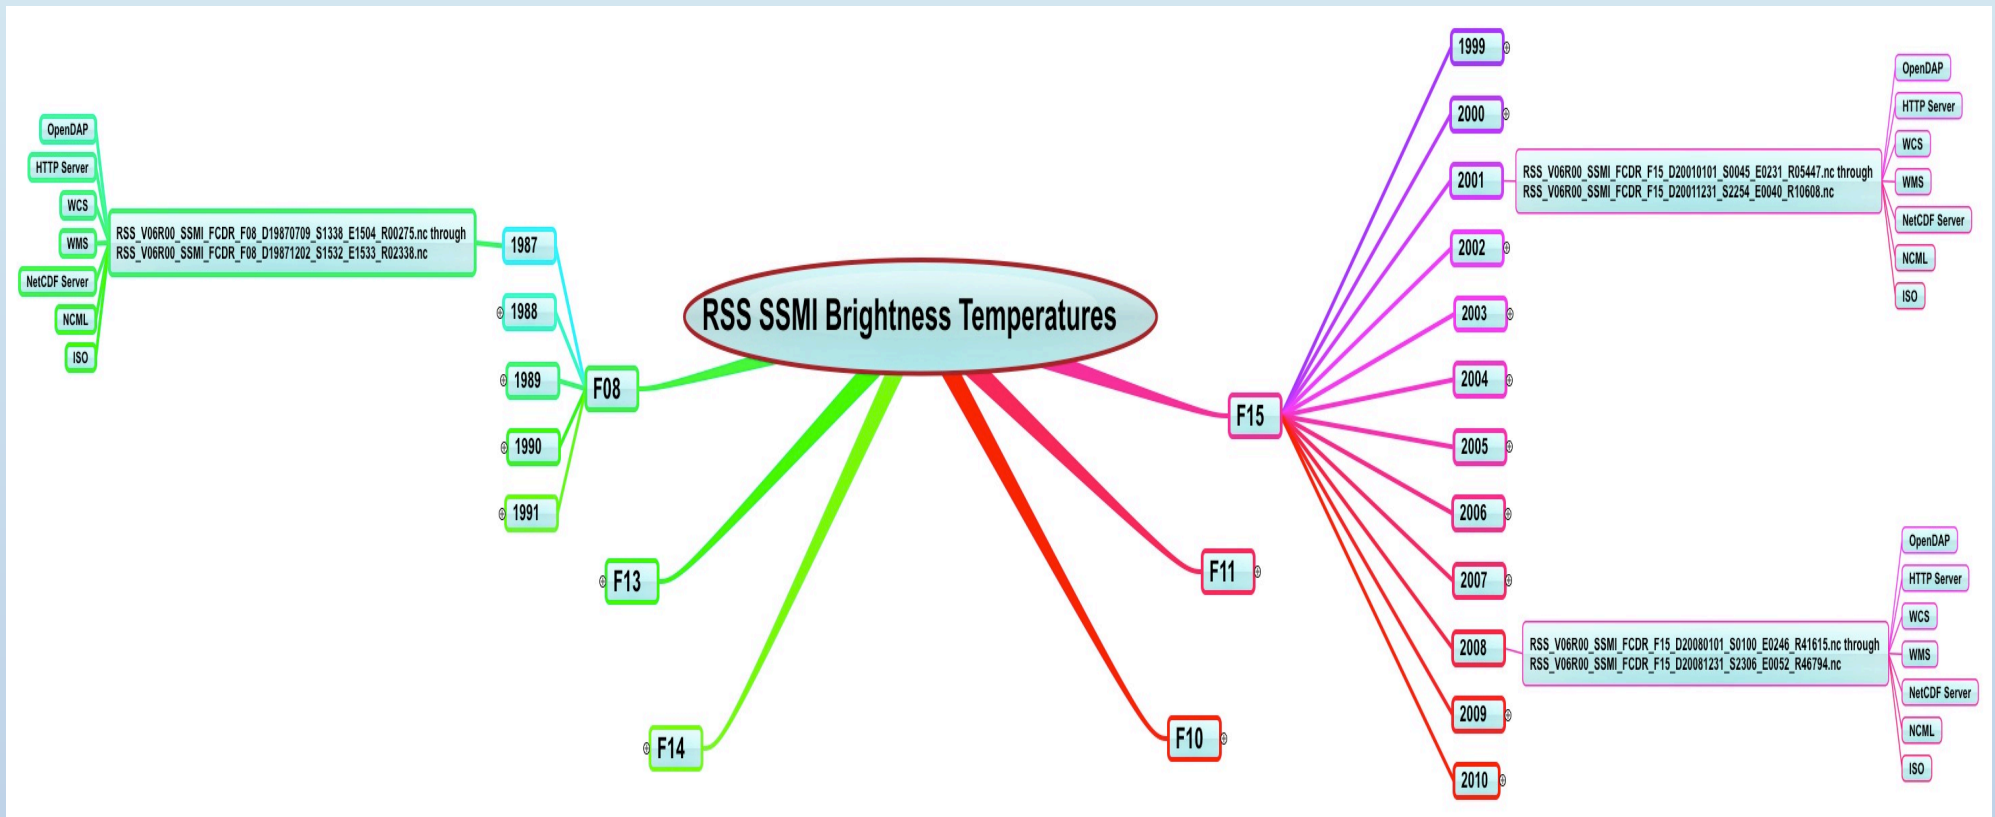 RSS SSMI Brightness Temperatures
F08
1987
RSS_V06R00_SSMI_FCDR_F08_D19870709_S1338_E1504_R00275.nc through
RSS_V06R00_SSMI_FCDR_F08_D19871202_S1532_E1533_R02338.nc
OpenDAP
HTTP Server
WCS
WMS
NetCDF Server
NCML
ISO
1988
1989
1990
1991
F13
F14
F15
1999
2000
2001
RSS_V06R00_SSMI_FCDR_F15_D20010101_S0045_E0231_R05447.nc through
RSS_V06R00_SSMI_FCDR_F15_D20011231_S2254_E0040_R10608.nc
OpenDAP
HTTP Server
WCS
WMS
NetCDF Server
NCML
ISO
2002
2003
2004
2005
2006
2007
2008
RSS_V06R00_SSMI_FCDR_F15_D20080101_S0100_E0246_R41615.nc through
RSS_V06R00_SSMI_FCDR_F15_D20081231_S2306_E0052_R46794.nc
OpenDAP
HTTP Server
WCS
WMS
NetCDF Server
NCML
ISO
2009
2010
F11
F10